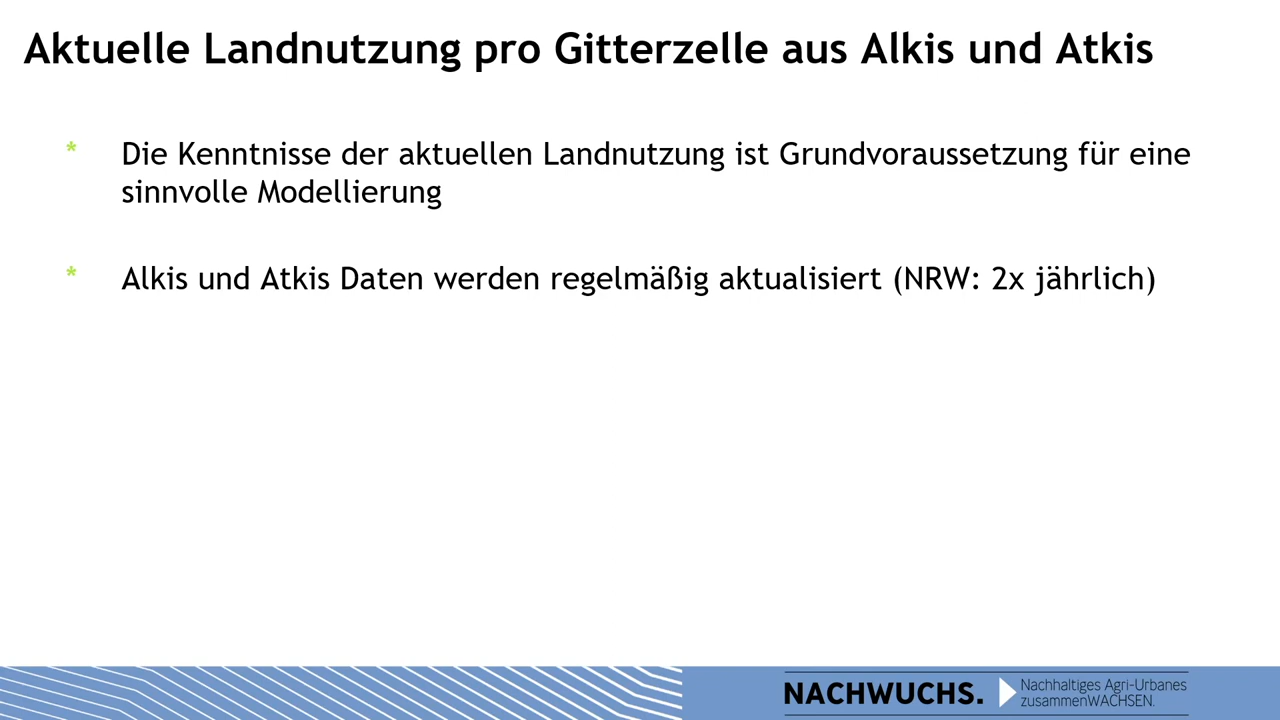 Aktuelle Landnutzung pro Gitterzelle aus Alkis und Atkis
* Die Kenntnisse der aktuellen Landnutzung ist Grundvoraussetzung für eine
sinnvolle Modellierung
* Alkis und Atkis Daten werden regelmäßig aktualisiert (NRW: 2x jährlich)
NACHWUCHS.
Nachhaltiges Agri-Urbanes
zusammenWACHSEN.